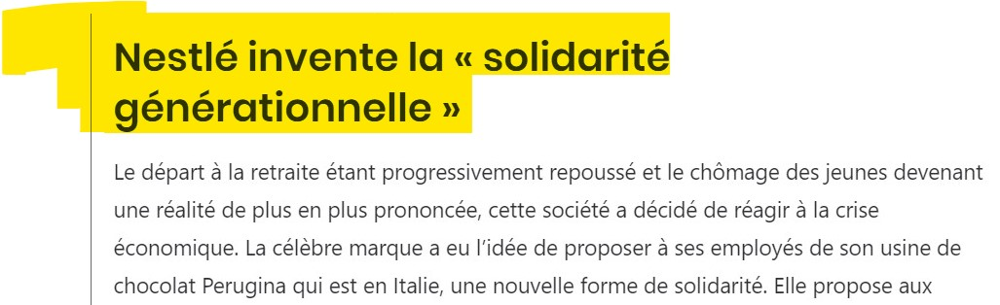 Nestlé invente la « solidarité
générationnelle »
Le départ à la retraite étant progressivement repoussé et le chômage des jeunes devenant
une réalité de plus en plus prononcée, cette société a décidé de réagir à la crise
économique. La célèbre marque a eu l’idée de proposer à ses employés de son usine de
chocolat Perugina qui est en Italie, une nouvelle forme de solidarité. Elle propose aux